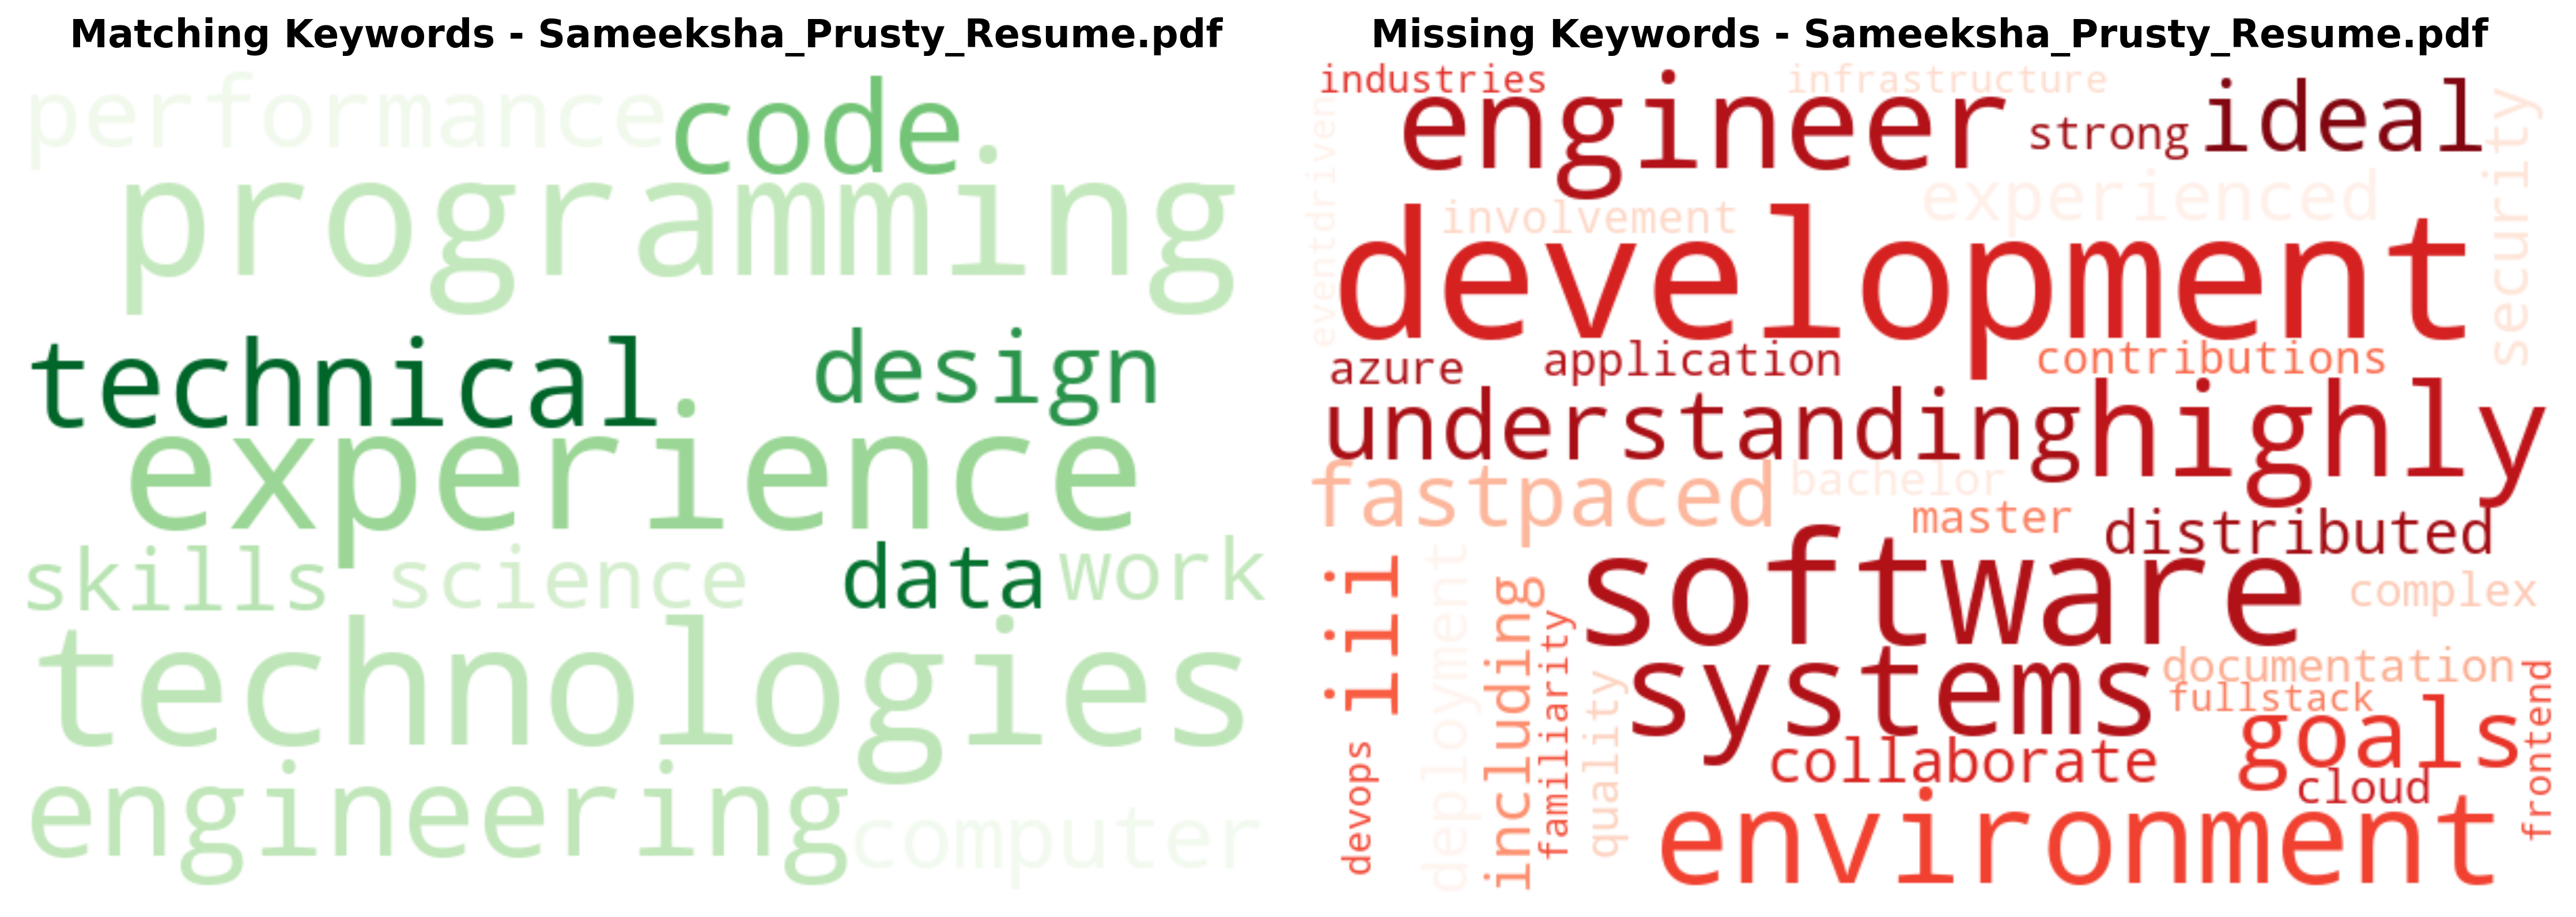 Matching Keywords - Sameeksha_Prusty_Resume.pdf
performance
code
programming
technical
design
experience
skills science data work
technologies
engineering
computer
Missing Keywords - Sameeksha_Prusty_Resume.pdf
industries
infrastructure
engineer
strong
ideal
eventdriven
involvement
experienced
security
development
azure
application
contributions
understanding
highly
fastpaced
bachelor
master
distributed
iii
deployment
including
familiarity
quality
software
complex
systems
documentation
fullstack
goals
frontend
devops
collaborate
cloud
environment